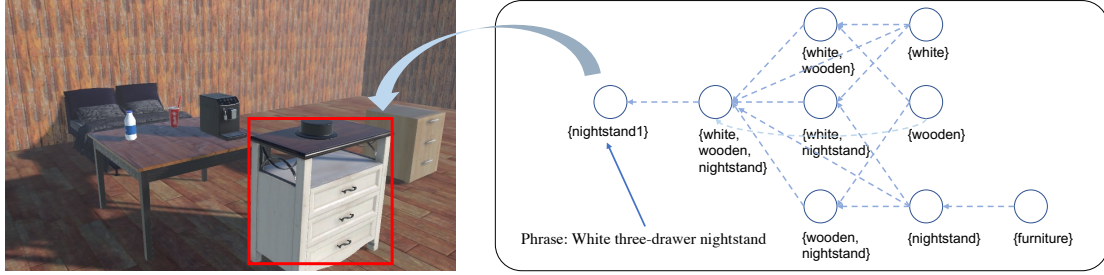 {white,
wooden}
{white}
{nightstand1}
{white,
wooden,
nightstand}
{white,
nightstand}
{wooden}
Phrase: White three-drawer nightstand
{wooden,
nightstand}
{nightstand}
{furniture}